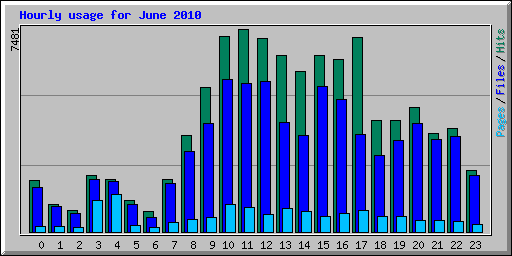 Hourly usage for June 2010
7481
Pages / Files / Hits
0 1 2 3 4 5 6 7 8 9 10 11 12 13 14 15 16 17 18 19 20 21 22 23